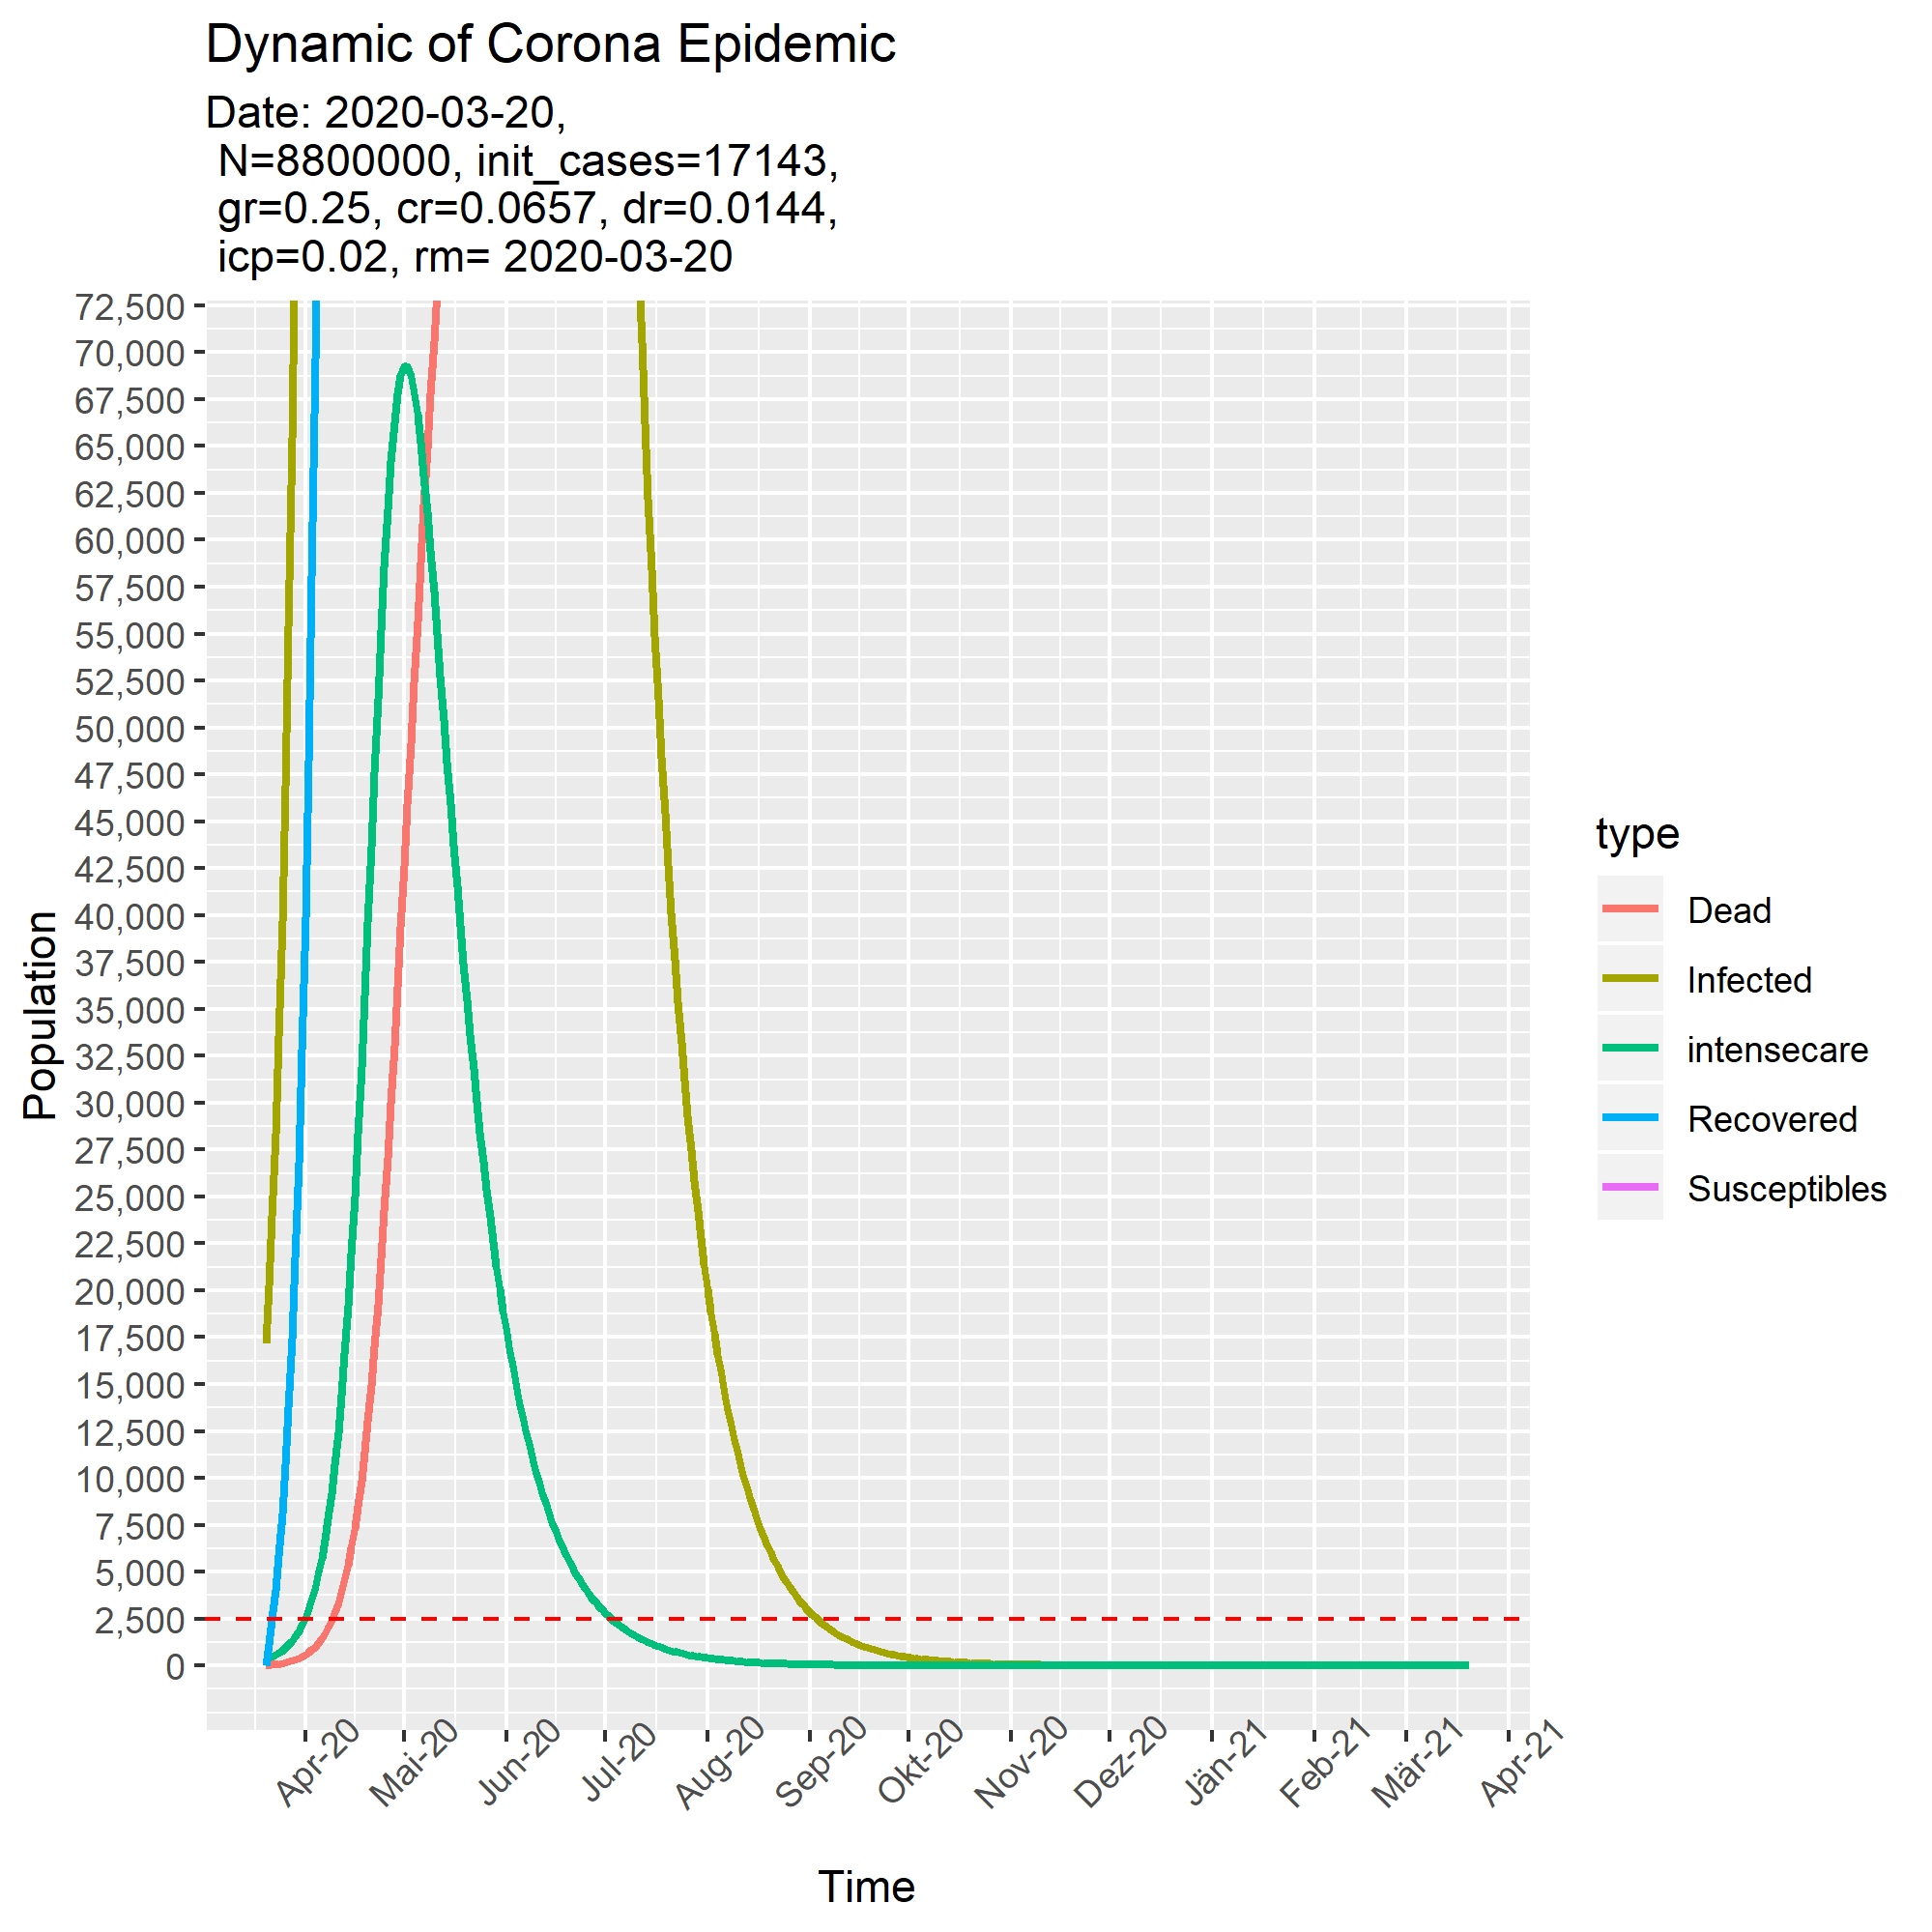 Dynamic of Corona Epidemic
Date: 2020-03-20,
N=8800000, init_cases=17143,
gr=0.25, cr=0.0657, dr=0.0144,
icp=0.02, rm= 2020-03-20
72,500
70,000
67,500
65,000
62,500
60,000
57,500
55,000
52,500
50,000
47,500
45,000
42,500
40,000
37,500
35,000
32,500
30,000
27,500
25,000
22,500
20,000
17,500
15,000
12,500
10,000
7,500
5,000
2,500
0
Population
Apr-20
Mai-20
Jun-20
Jul-20
Aug-20
Sep-20
Okt-20
Nov-20
Dez-20
Jän-21
Feb-21
Mär-21
Apr-21
Time
type
Dead
Infected
intensecare
Recovered
Susceptibles